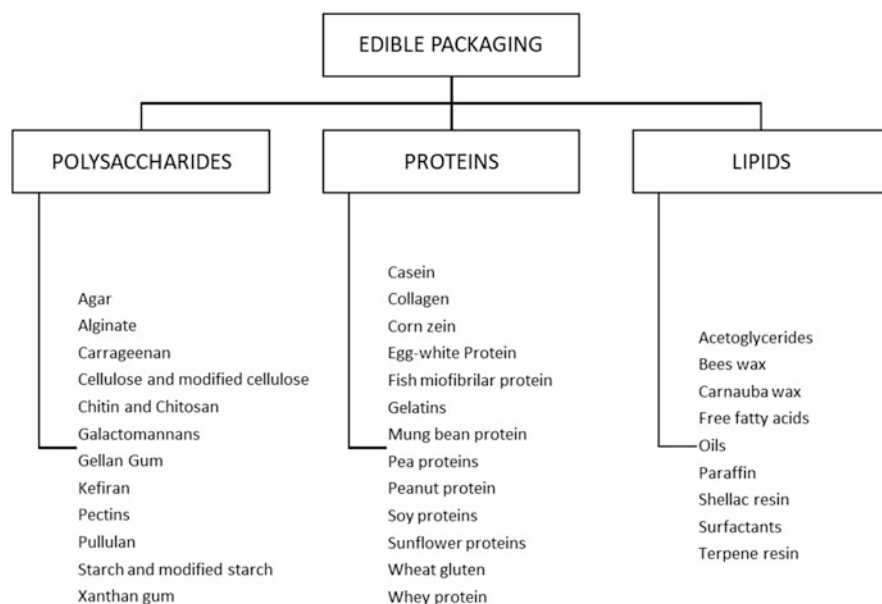 EDIBLE PACKAGING
POLYSACCHARIDES
PROTEINS
LIPIDS
Agar
Alginate
Carrageenan
Cellulose and modified cellulose
Chitin and Chitosan
Galactomannans
Gellan Gum
Kefiran
Pectins
Pullulan
Starch and modified starch
Xanthan gum
Casein
Collagen
Corn zein
Egg-white Protein
Fish miofibrilar protein
Gelatins
Mung bean protein
Pea proteins
Peanut protein
Soy proteins
Sunflower proteins
Wheat gluten
Whey protein
Acetoglycerides
Bees wax
Carnauba wax
Free fatty acids
Oils
Paraffin
Shellac resin
Surfactants
Terpene resin